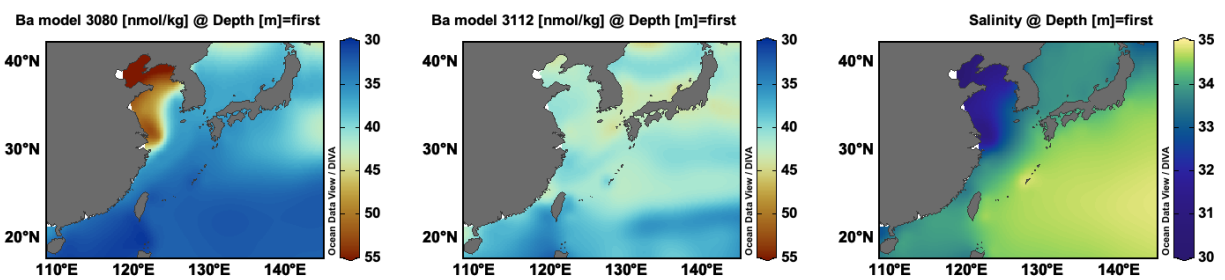 Ba model 3080 [nmol/kg] @ Depth [m]=first
40°N
30°N
20°N
110°E 120°E 130°E 140°E
30
35
40
45
50
55
Ocean Data View / DIVA
Ba model 3112 [nmol/kg] @ Depth [m]=first
40°N
30°N
20°N
110°E 120°E 130°E 140°E
30
35
40
45
50
55
Ocean Data View / DIVA
Salinity @ Depth [m]=first
40°N
30°N
20°N
110°E 120°E 130°E 140°E
35
34
33
32
31
30
Ocean Data View / DIVA